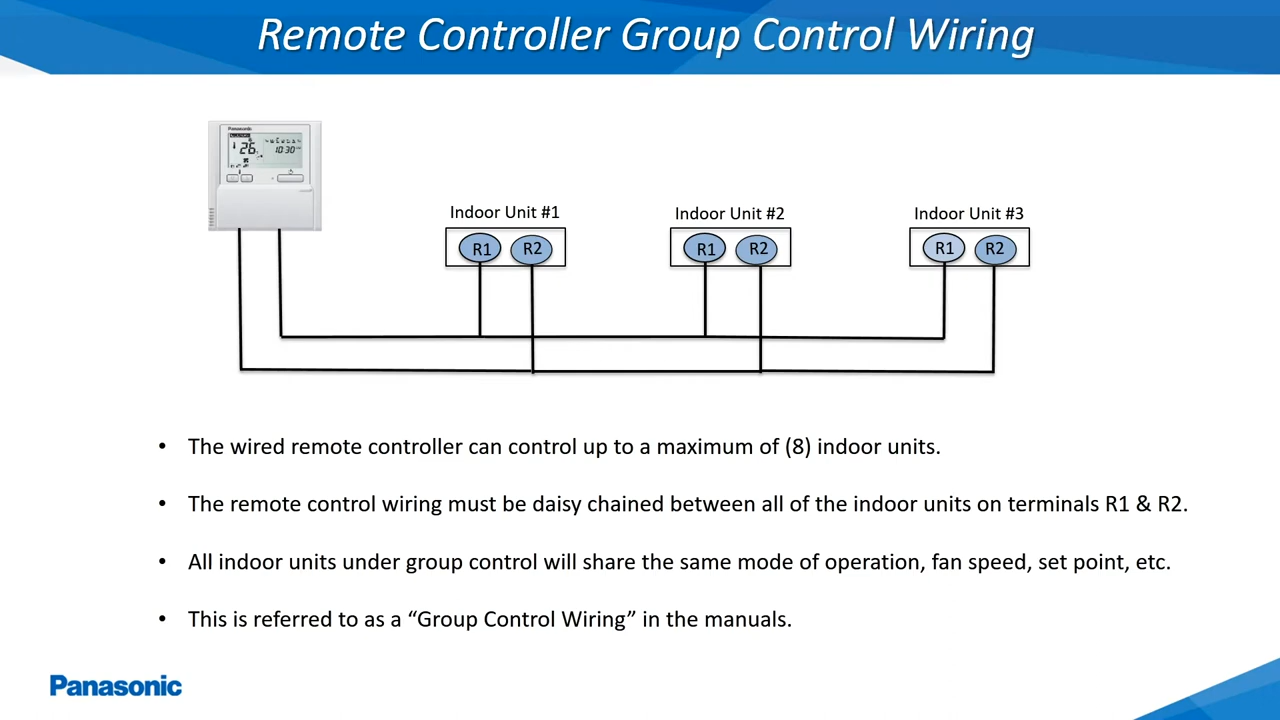 Remote Controller Group Control Wiring
Panasonic
26
10:30
Indoor Unit #1
Indoor Unit #2
Indoor Unit #3
R1 R2
R1 R2
R1 R2
• The wired remote controller can control up to a maximum of (8) indoor units.
• The remote control wiring must be daisy chained between all of the indoor units on terminals R1 & R2.
• All indoor units under group control will share the same mode of operation, fan speed, set point, etc.
• This is referred to as a “Group Control Wiring” in the manuals.
Panasonic